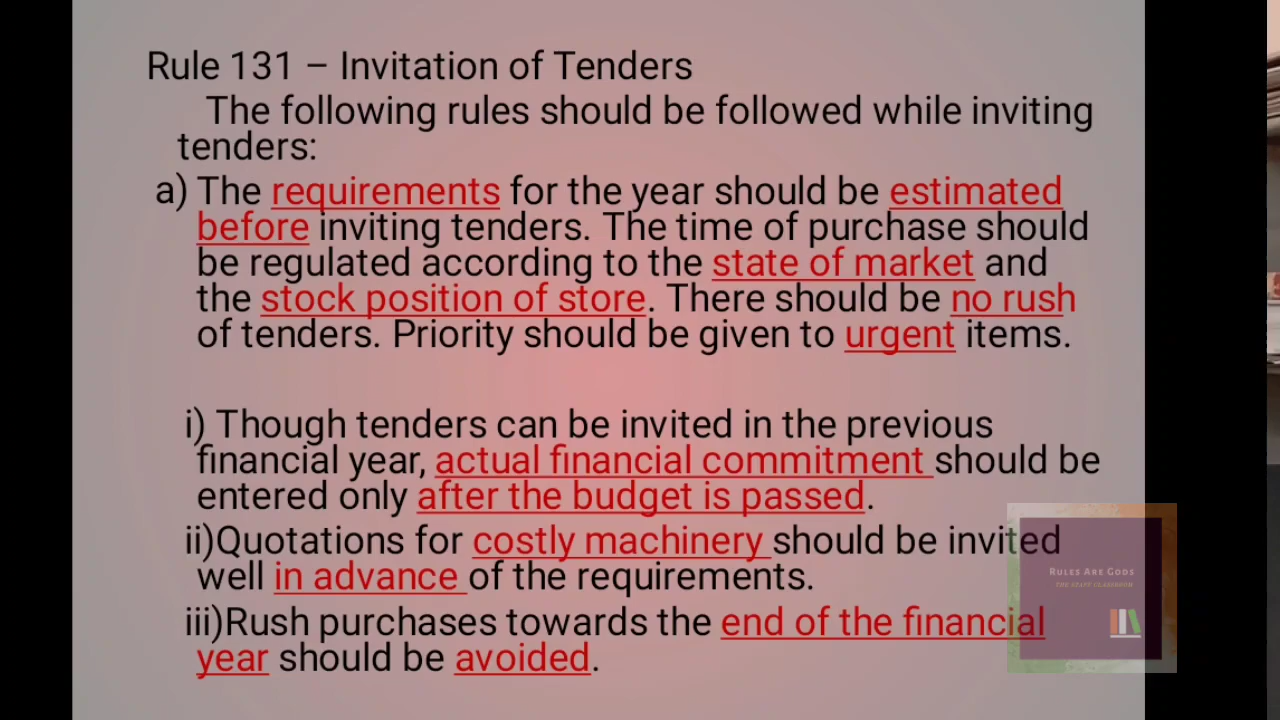 Rule 131 – Invitation of Tenders
The following rules should be followed while inviting
tenders:
a) The requirements for the year should be estimated
before inviting tenders. The time of purchase should
be regulated according to the state of market and
the stock position of store. There should be no rush
of tenders. Priority should be given to urgent items.
i) Though tenders can be invited in the previous
financial year, actual financial commitment should be
entered only after the budget is passed.
ii)Quotations for costly machinery should be invited
well in advance of the requirements.
iii)Rush purchases towards the end of the financial
year should be avoided.
RULES ARE GODS
THE STAFF CLASSROOM